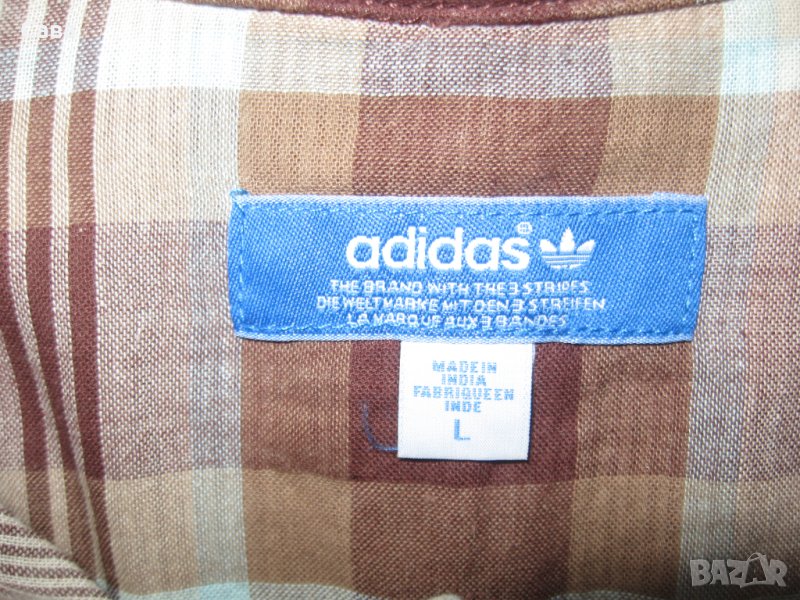 adidas®
THE BRAND WITH THE 3 STRIPES
DIE WELTMARKE MIT DEN 3 STREIFEN
LA MARQUE AUX 3 BANDES
MADE IN
INDIA
FABRIQUE EN
INDE
L
BAZAR